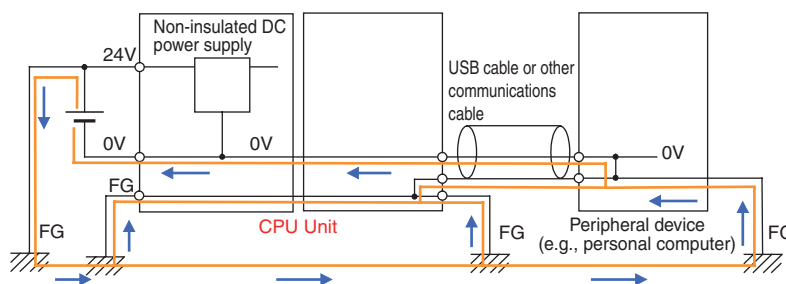 Non-insulated DC
power supply
24V
USB cable or other
communications
cable
0V
0V
0V
FG
CPU Unit
Peripheral device
(e.g., personal computer)
FG
FG
FG